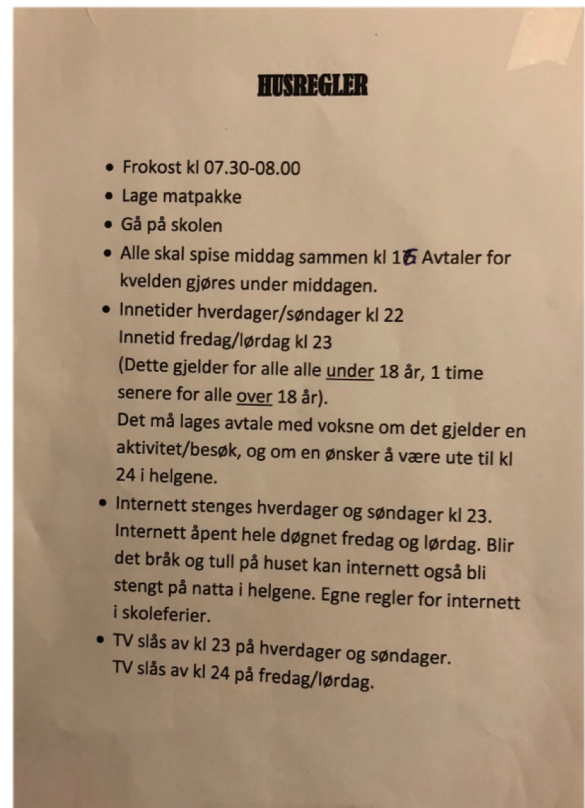 HUSREGLER
• Frokost kl 07.30-08.00
• Lage matpakke
• Gå på skolen
• Alle skal spise middag sammen kl 16 Avtaler for
kvelden gjøres under middagen.
• Innetider hverdager/søndager kl 22
Innetid fredag/lørdag kl 23
(Dette gjelder for alle alle under 18 år, 1 time
senere for alle over 18 år).
Det må lages avtale med voksne om det gjelder en
aktivitet/besøk, og om en ønsker å være ute til kl
24 i helgene.
• Internett stenges hverdager og søndager kl 23.
Internett åpent hele døgnet fredag og lørdag. Blir
det bråk og tull på huset kan internett også bli
stengt på natta i helgene. Egne regler for internett
i skoleferier.
• TV slås av kl 23 på hverdager og søndager.
TV slås av kl 24 på fredag/lørdag.